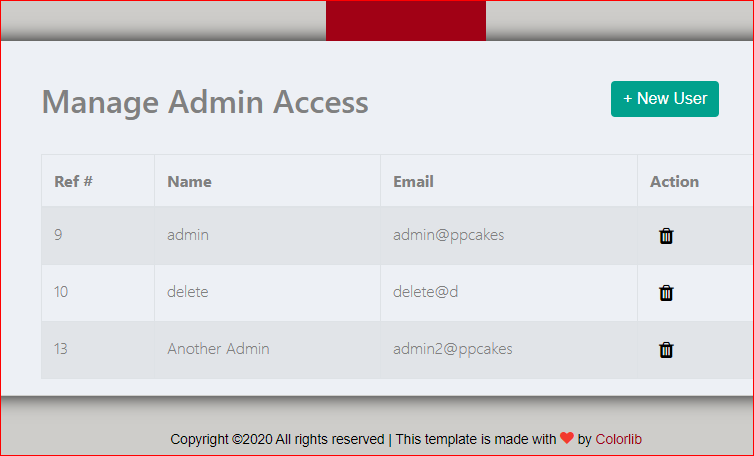 Manage Admin Access
+ New User
Ref # Name Email Action
9 admin admin@ppcakes
10 delete delete@d
13 Another Admin admin2@ppcakes
Copyright ©2020 All rights reserved | This template is made with ❤ by Colorlib